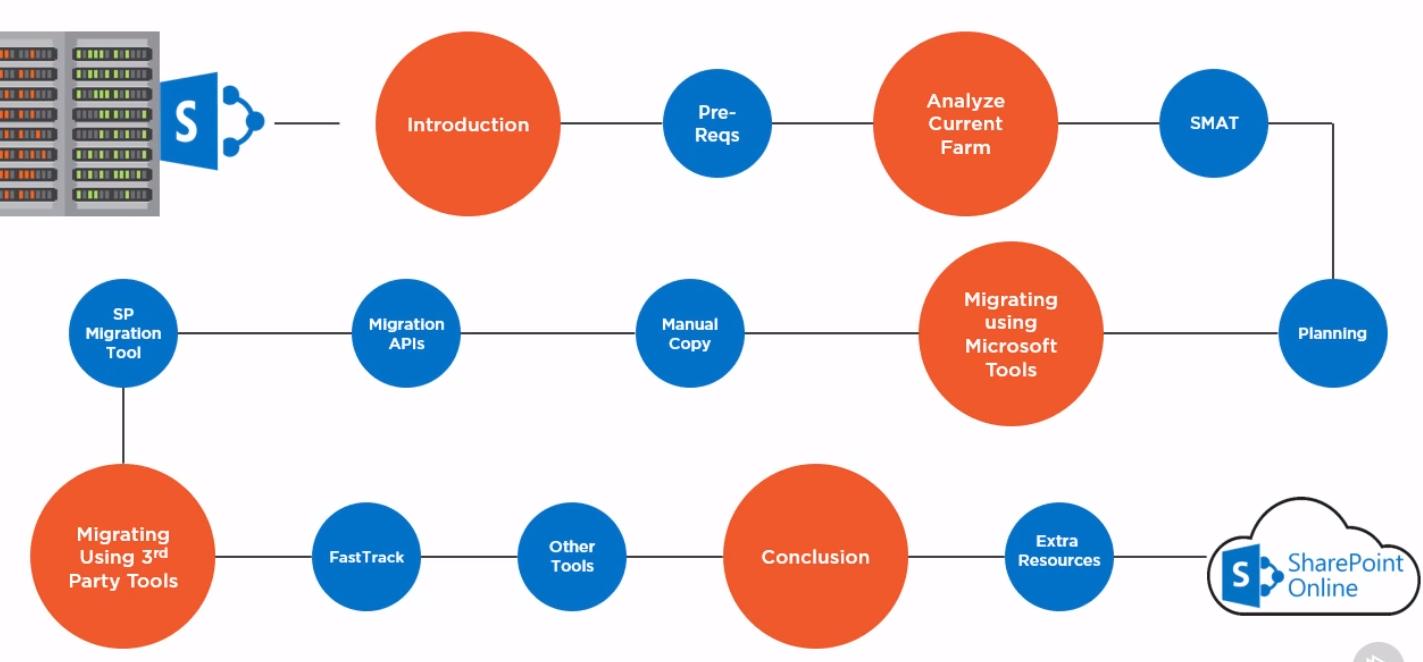 S
Introduction
Pre-
Reqs
Analyze
Current
Farm
SMAT
Planning
Migrating
using
Microsoft
Tools
Manual
Copy
Migration
APIs
SP
Migration
Tool
Migrating
Using 3rd
Party Tools
FastTrack
Other
Tools
Conclusion
Extra
Resources
S
SharePoint
Online